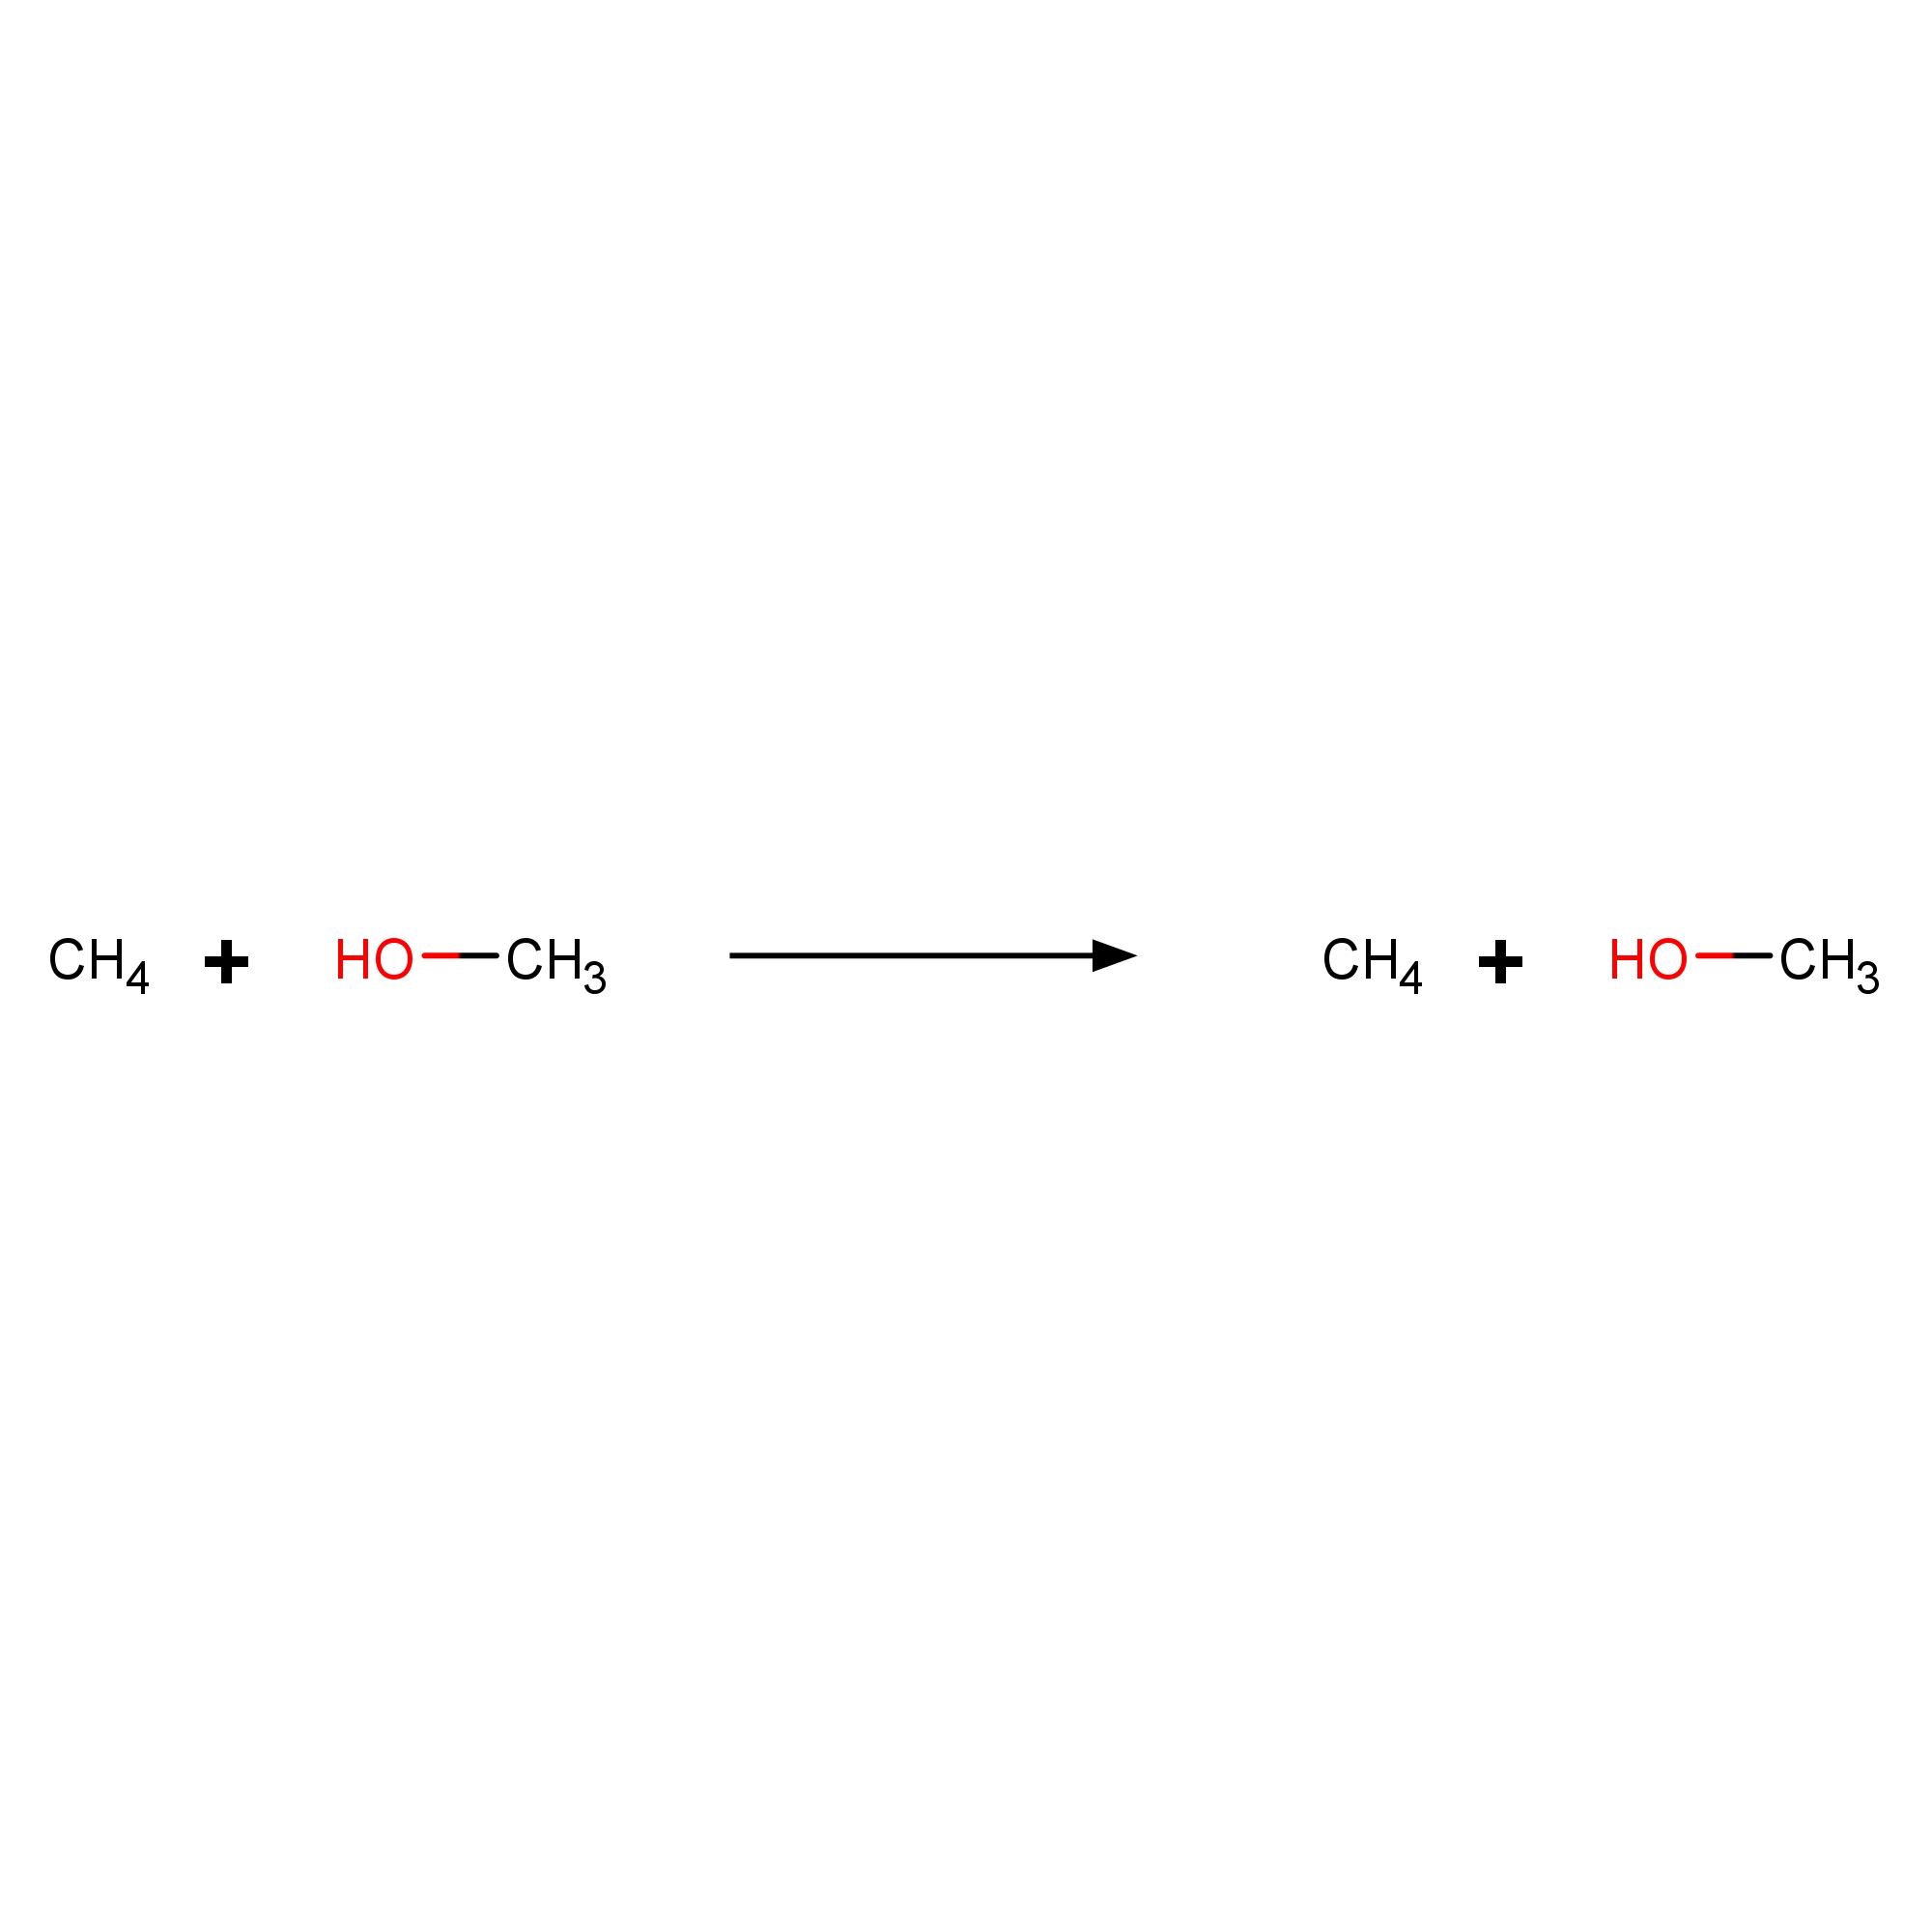 CH₄ + HO—CH₃ → CH₄ + HO—CH₃